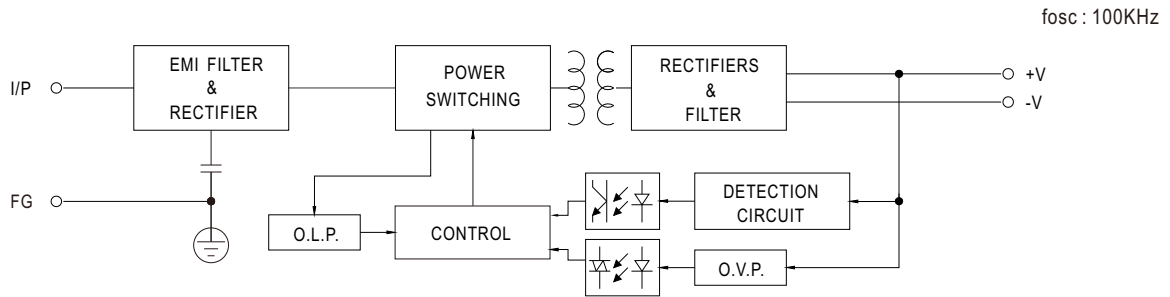 fosc : 100KHz
I/P
EMI FILTER
&
RECTIFIER
POWER
SWITCHING
RECTIFIERS
&
FILTER
+V
-V
FG
O.L.P.
CONTROL
DETECTION
CIRCUIT
O.V.P.